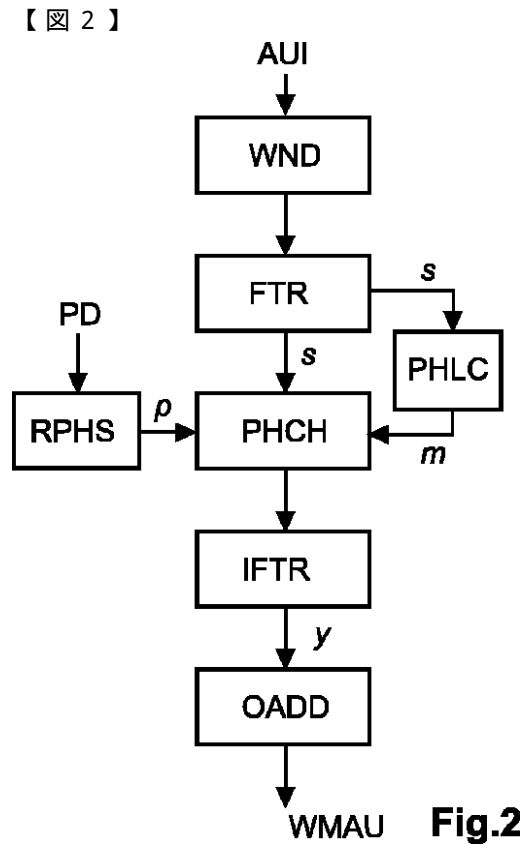 【図2】
AUI
WND
FTR
s
PD
s
PHLC
RPHS
p
PHCH
m
IFTR
y
OADD
WMAU
Fig.2